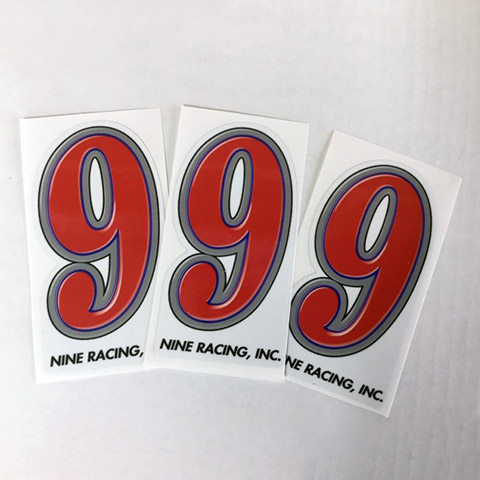 9
NINE RACING,
9
NINE RACING, INC.
9
NE RACING, INC.